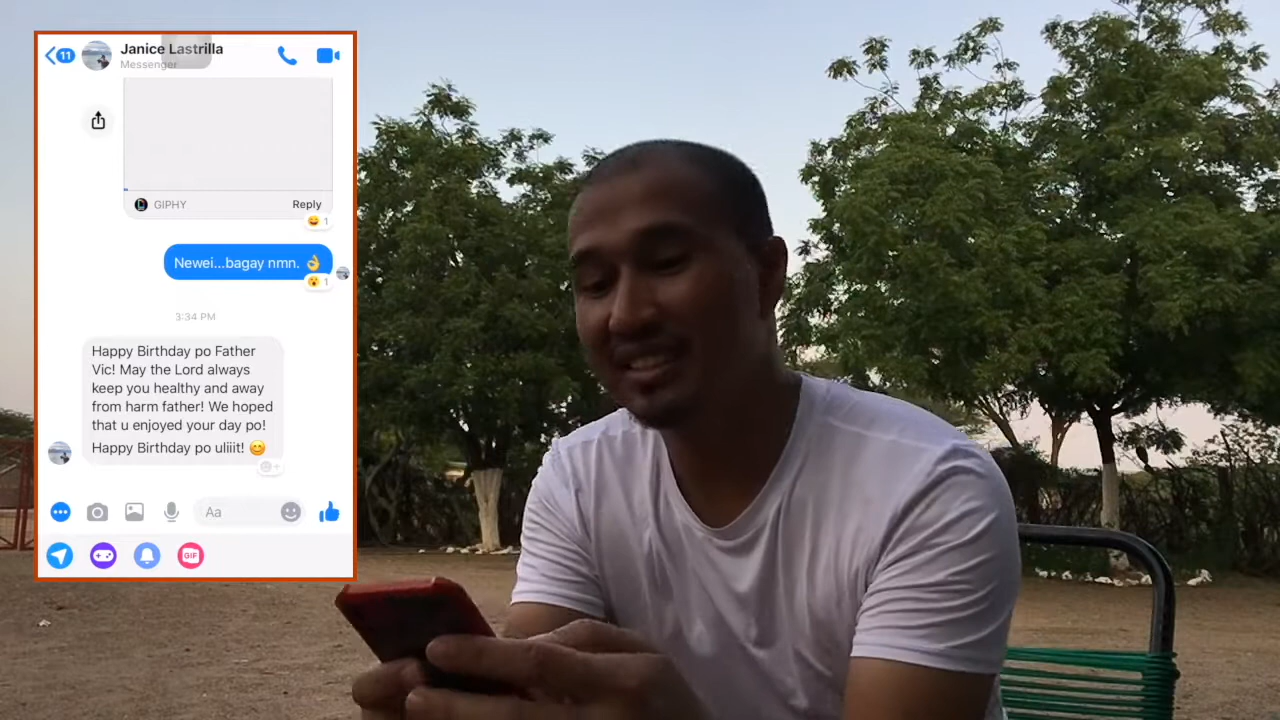 11
Janice Lastrilla
Messenger
GIPHY
Reply
1
Newei...bagay nmn. 👌
1
3:34 PM
Happy Birthday po Father
Vic! May the Lord always
keep you healthy and away
from harm father! We hoped
that u enjoyed your day po!
Happy Birthday po uliiit! 😊
Aa
GIF